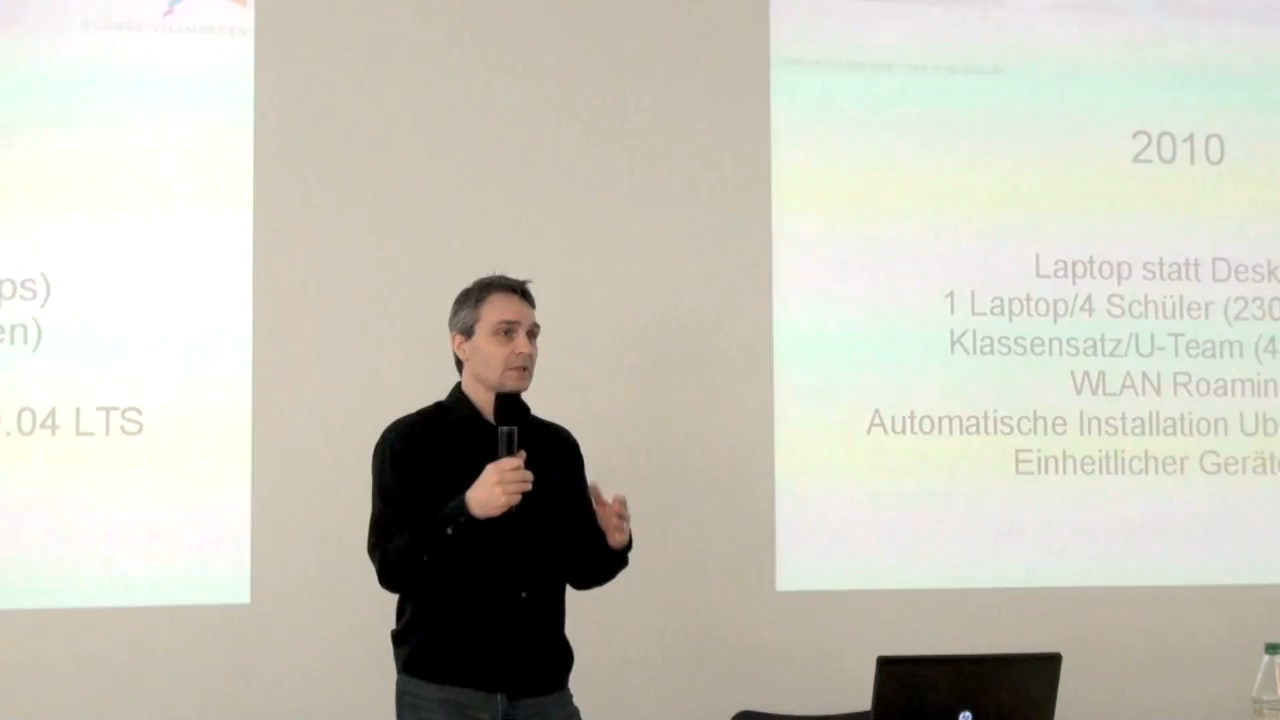 ps)
en)
.04 LTS
2010
Laptop statt Desk
1 Laptop/4 Schüler (230
Klassensatz/U-Team (4
WLAN Roamin
Automatische Installation Ub
Einheitlicher Geräte
hp